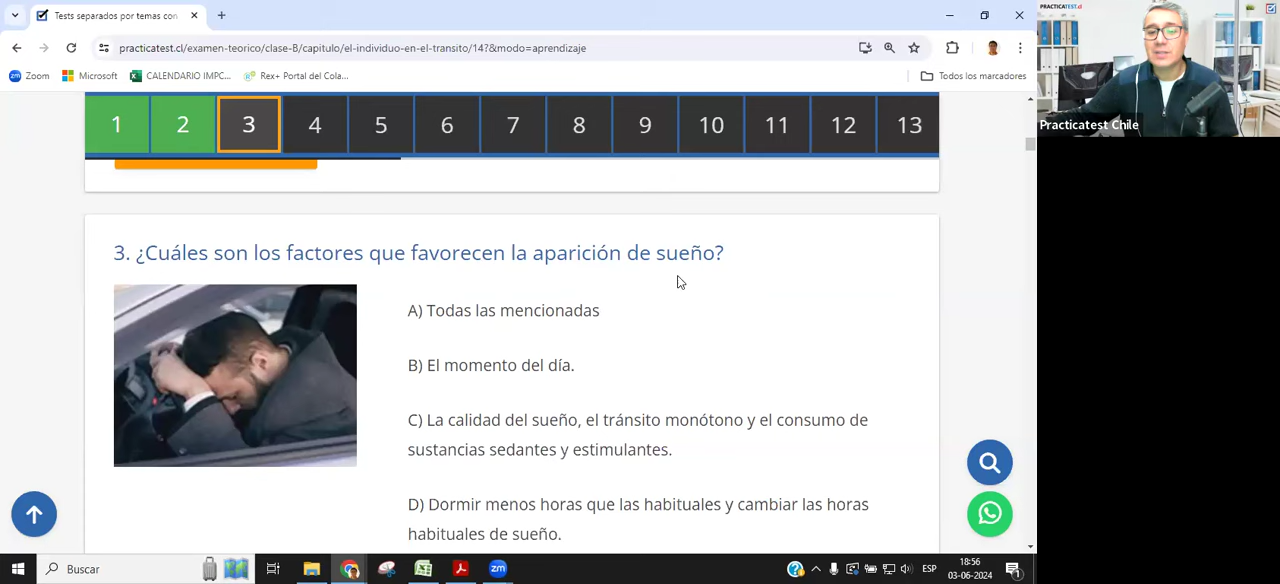 Tests separados por temas con
practicatest.cl/examen-teorico/clase-B/capitulo/el-individuo-en-el-transito/147&modo=aprendizaje
Zoom
Microsoft
CALENDARIO IMPC...
Rex+ Portal del Cola...
Todos los marcadores
PRACTICATEST.cl
Practicatest Chile
1 2 3 4 5 6 7 8 9 10 11 12 13
3. ¿Cuáles son los factores que favorecen la aparición de sueño?
A) Todas las mencionadas
B) El momento del día.
C) La calidad del sueño, el tránsito monótono y el consumo de
sustancias sedantes y estimulantes.
D) Dormir menos horas que las habituales y cambiar las horas
habituales de sueño.
Buscar
zm
ESP
18:56
03-06-2024